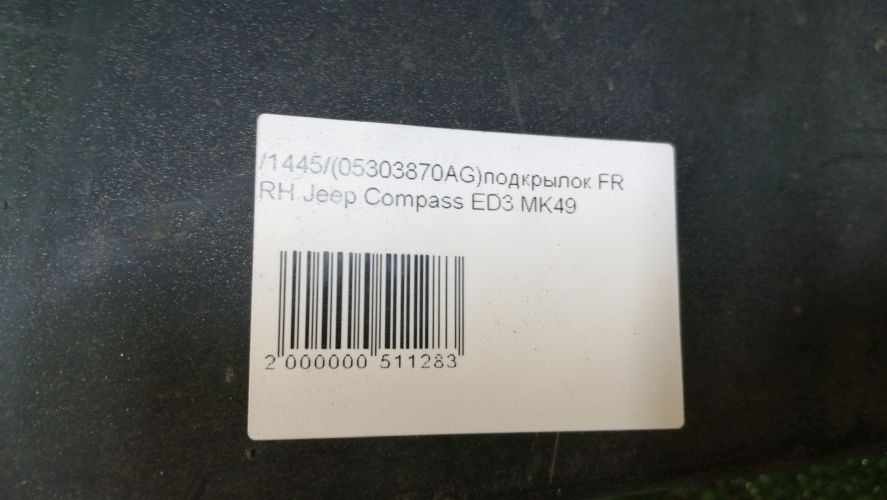 /1445/(05303870AG)подкрылок FR
RH Jeep Compass ED3 MK49
2 000000 511283